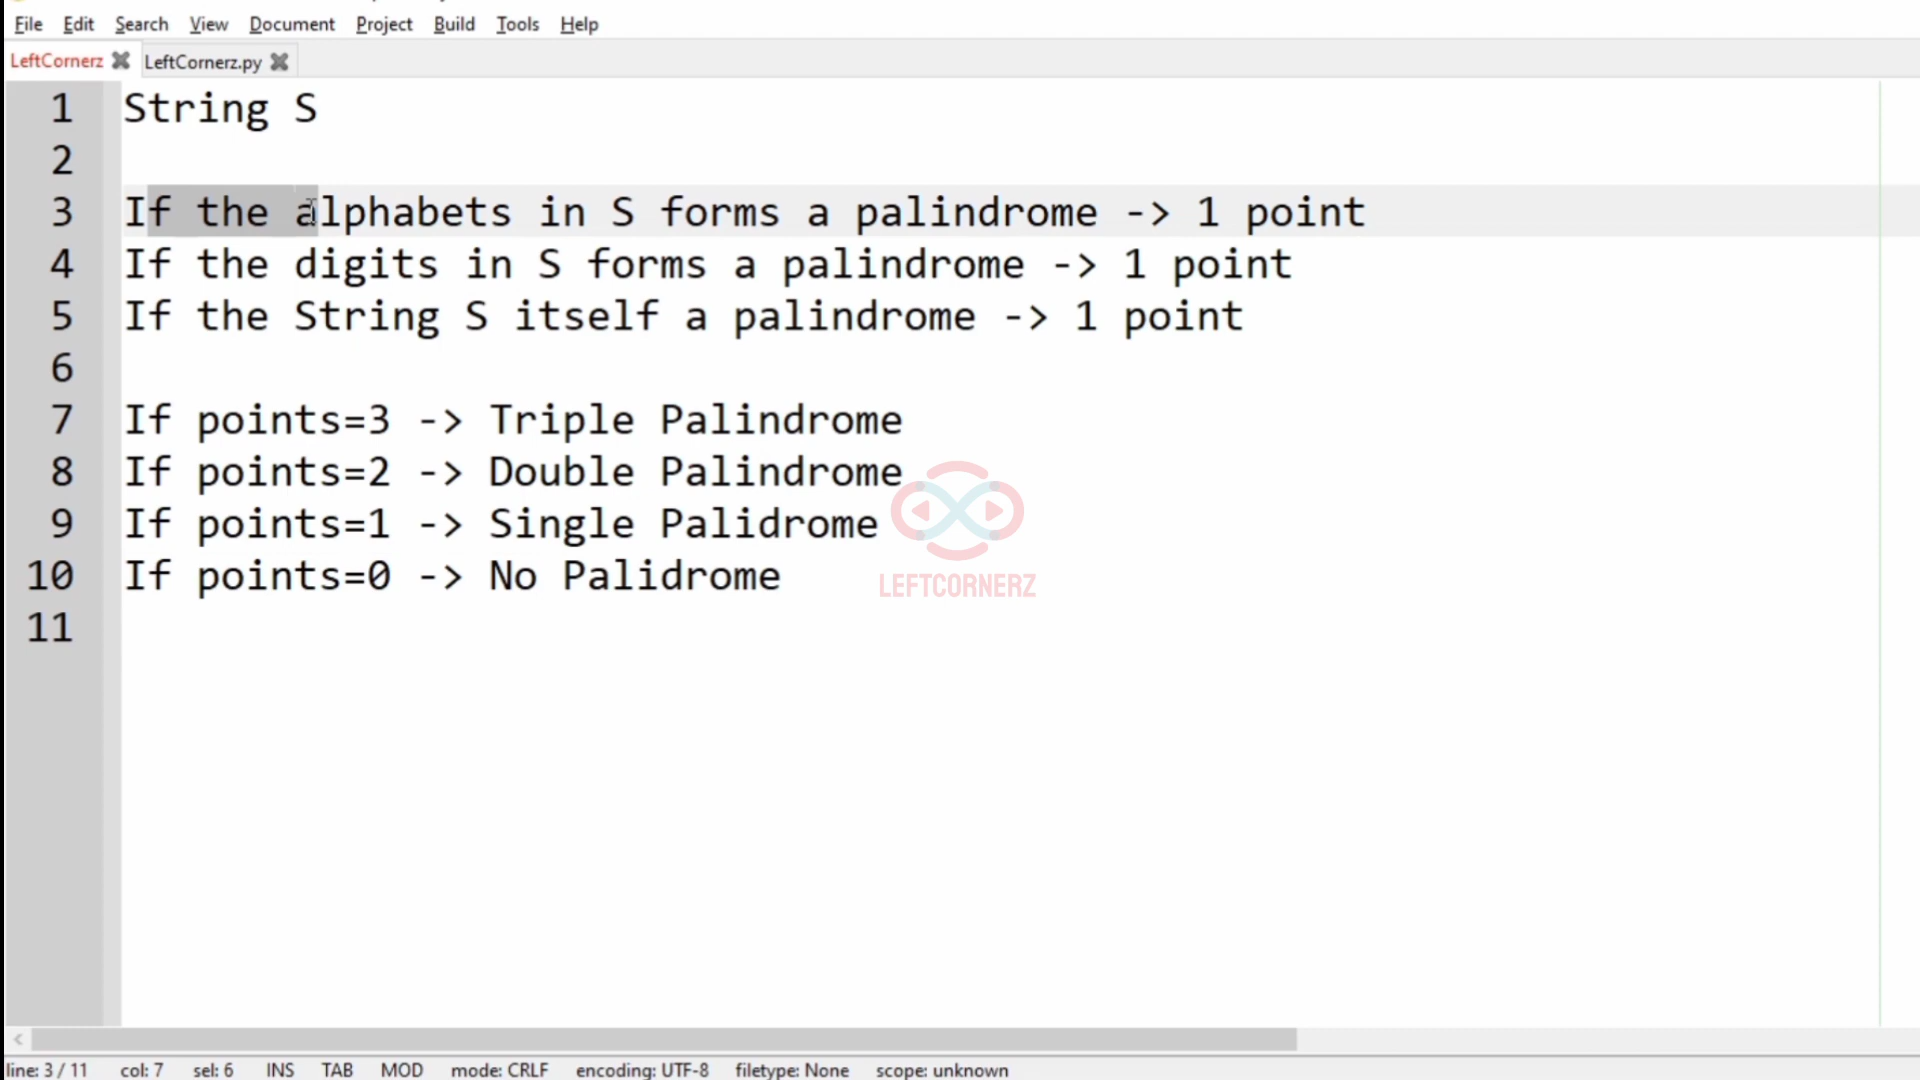 File Edit Search View Document Project Build Tools Help
LeftCornerz LeftCornerz.py
1 String S
2
3 If the alphabets in S forms a palindrome -> 1 point
4 If the digits in S forms a palindrome -> 1 point
5 If the String S itself a palindrome -> 1 point
6
7 If points=3 -> Triple Palindrome
8 If points=2 -> Double Palindrome
9 If points=1 -> Single Palidrome
10 If points=0 -> No Palidrome
11
LEFTCORNERZ
line: 3 / 11 col: 7 sel: 6 INS TAB MOD mode: CRLF encoding: UTF-8 filetype: None scope: unknown